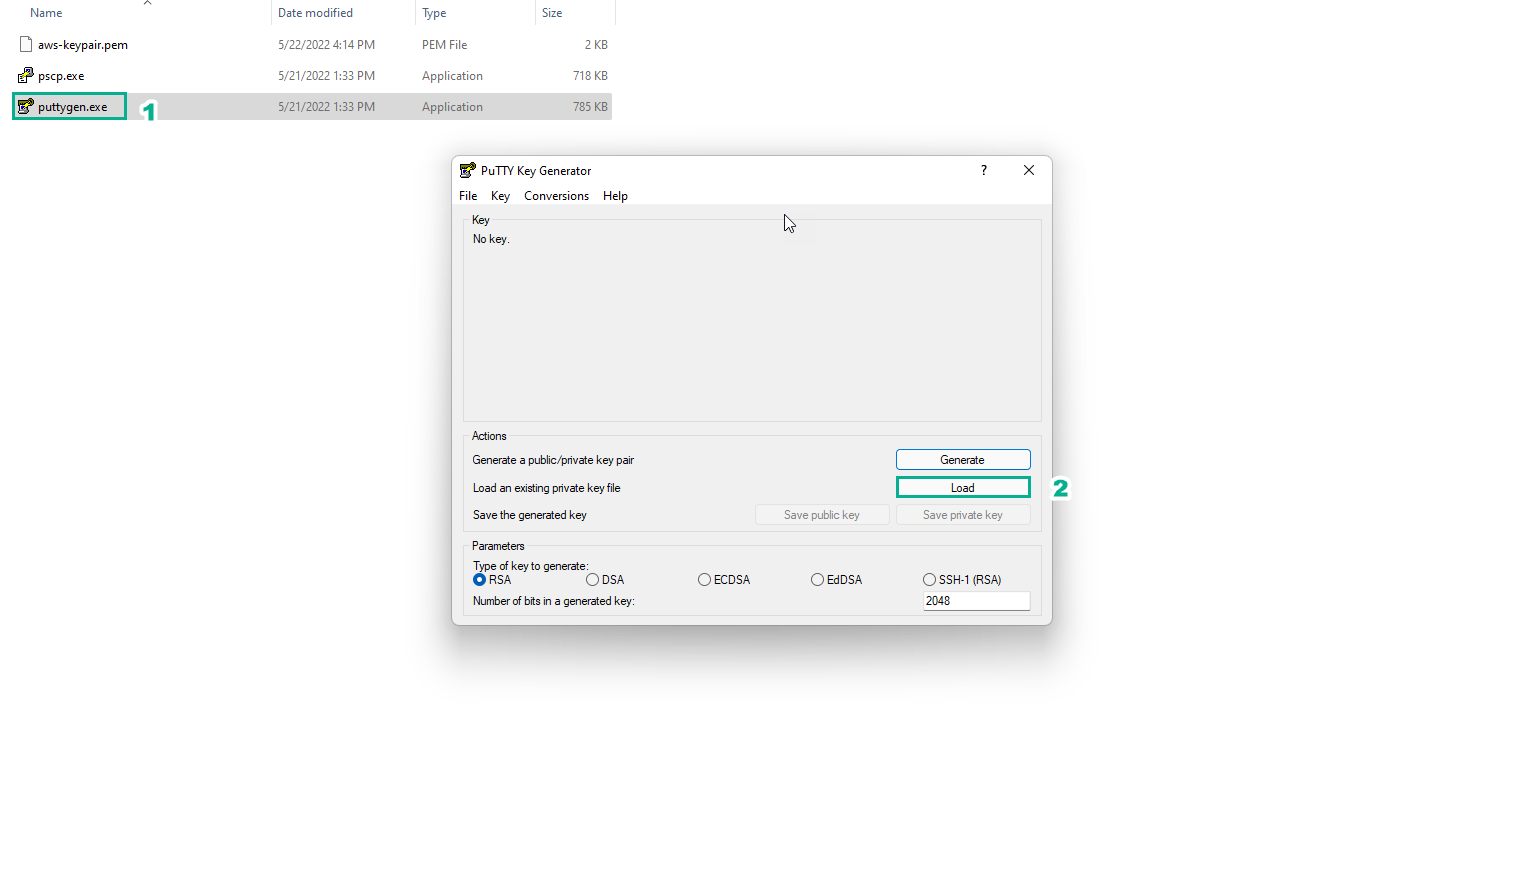 Name Date modified Type Size
aws-keypair.pem 5/22/2022 4:14 PM PEM File 2 KB
pscp.exe 5/21/2022 1:33 PM Application 718 KB
puttygen.exe 1 5/21/2022 1:33 PM Application 785 KB
PuTTY Key Generator ?
File Key Conversions Help
Key
No key.
Actions
Generate a public/private key pair Generate
Load an existing private key file Load 2
Save the generated key Save public key Save private key
Parameters
Type of key to generate:
RSA DSA ECDSA EdDSA SSH-1 (RSA)
Number of bits in a generated key: 2048